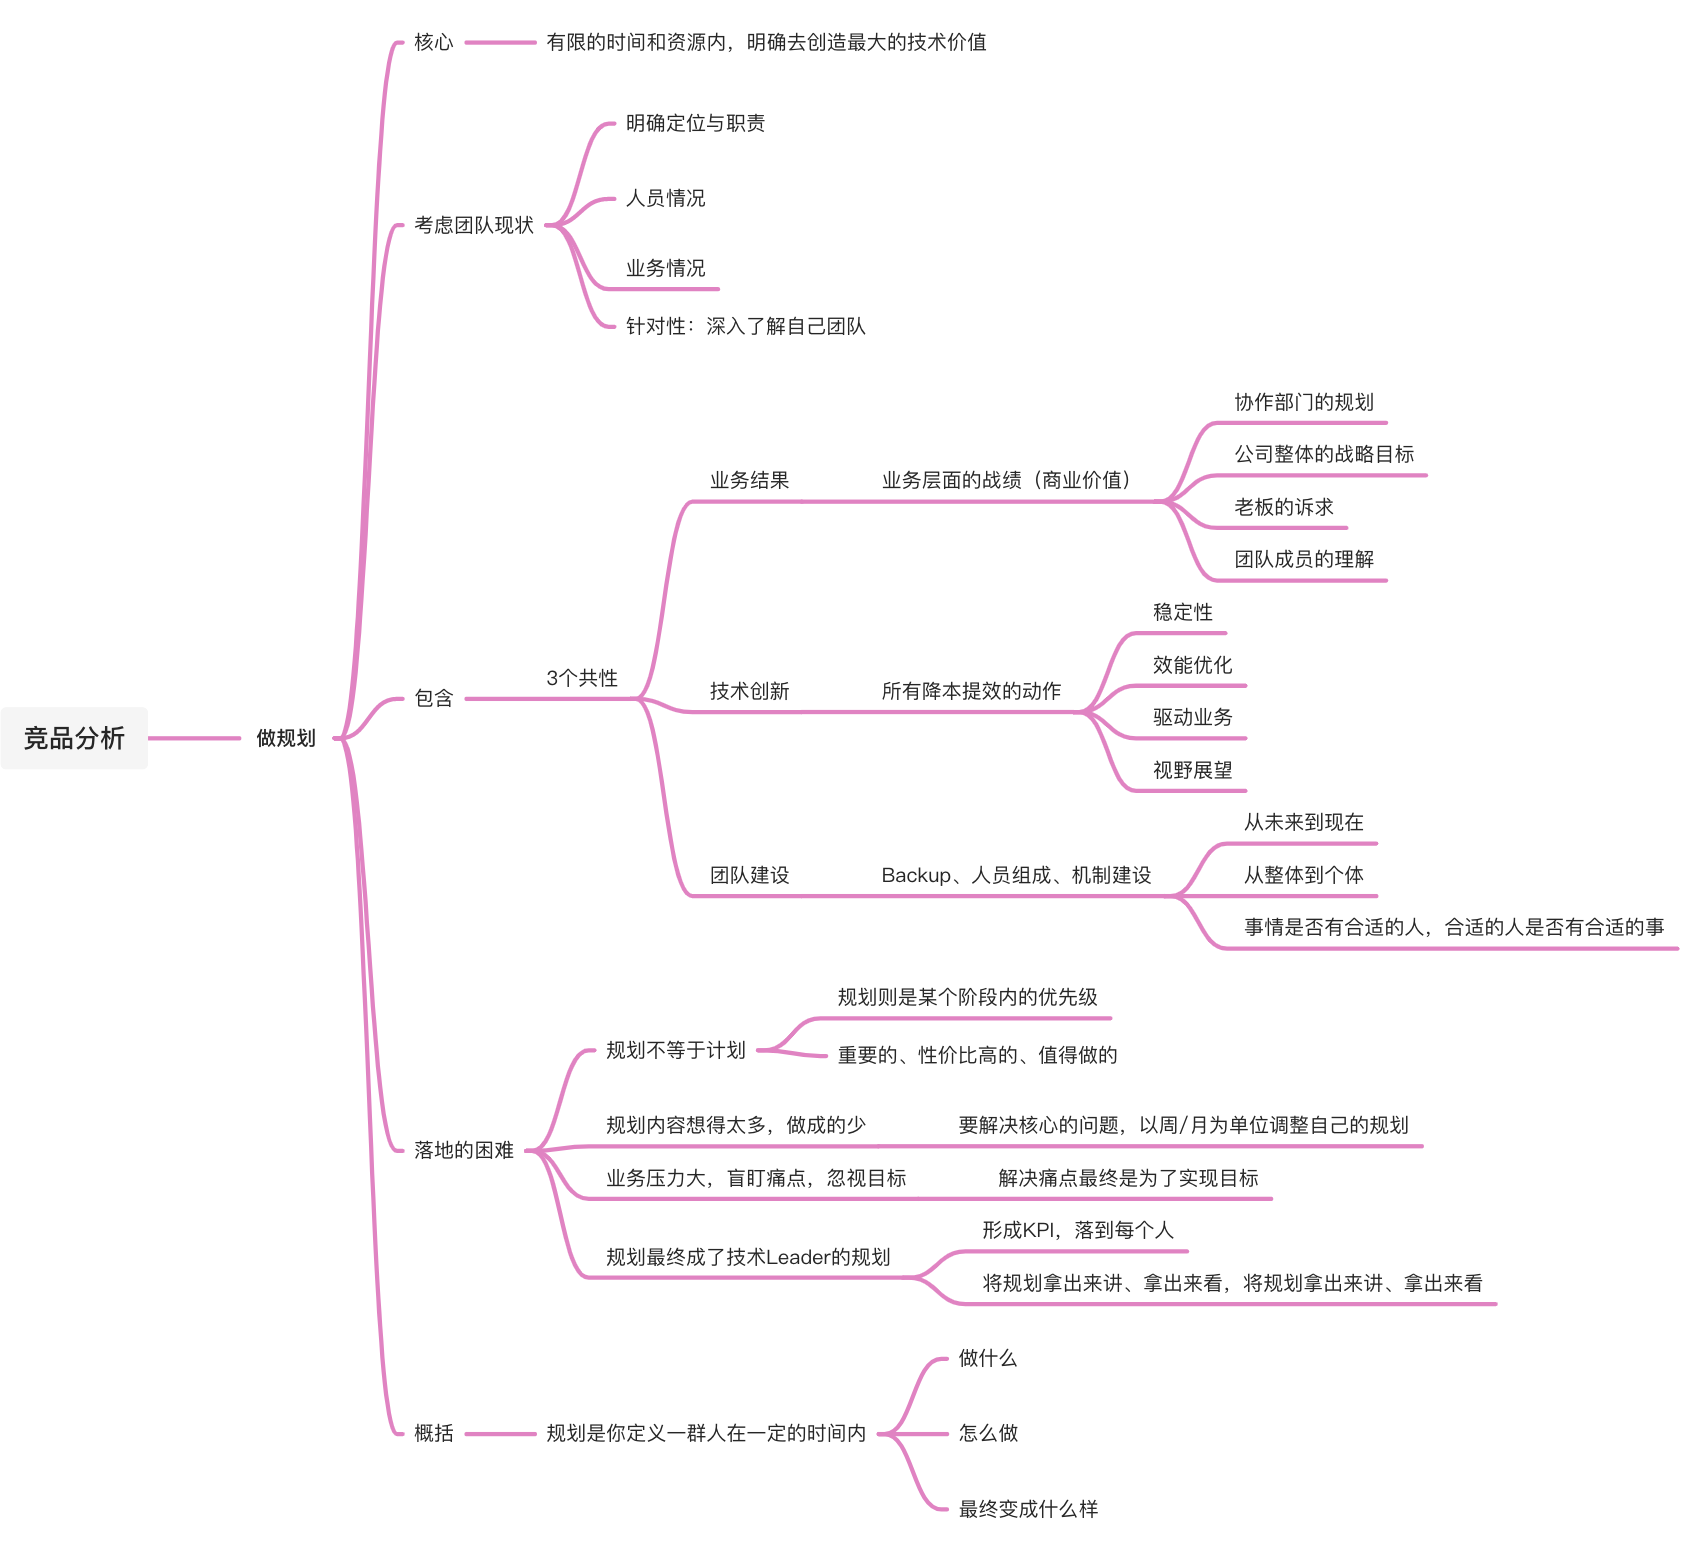 竞品分析
做规划
核心
有限的时间和资源内，明确去创造最大的技术价值
考虑团队现状
明确定位与职责
人员情况
业务情况
针对性：深入了解自己团队
包含
3个共性
业务结果
业务层面的战绩（商业价值）
协作部门的规划
公司整体的战略目标
老板的诉求
团队成员的理解
技术创新
所有降本提效的动作
稳定性
效能优化
驱动业务
视野展望
团队建设
Backup、人员组成、机制建设
从未来到现在
从整体到个体
事情是否有合适的人，合适的人是否有合适的事
落地的困难
规划不等于计划
规划则是某个阶段内的优先级
重要的、性价比高的、值得做的
规划内容想得太多，做成的少
要解决核心的问题，以周/月为单位调整自己的规划
业务压力大，盲盯痛点，忽视目标
解决痛点最终是为了实现目标
规划最终成了技术Leader的规划
形成KPI，落到每个人
将规划拿出来讲、拿出来看，将规划拿出来讲、拿出来看
概括
规划是你定义一群人在一定的时间内
做什么
怎么做
最终变成什么样